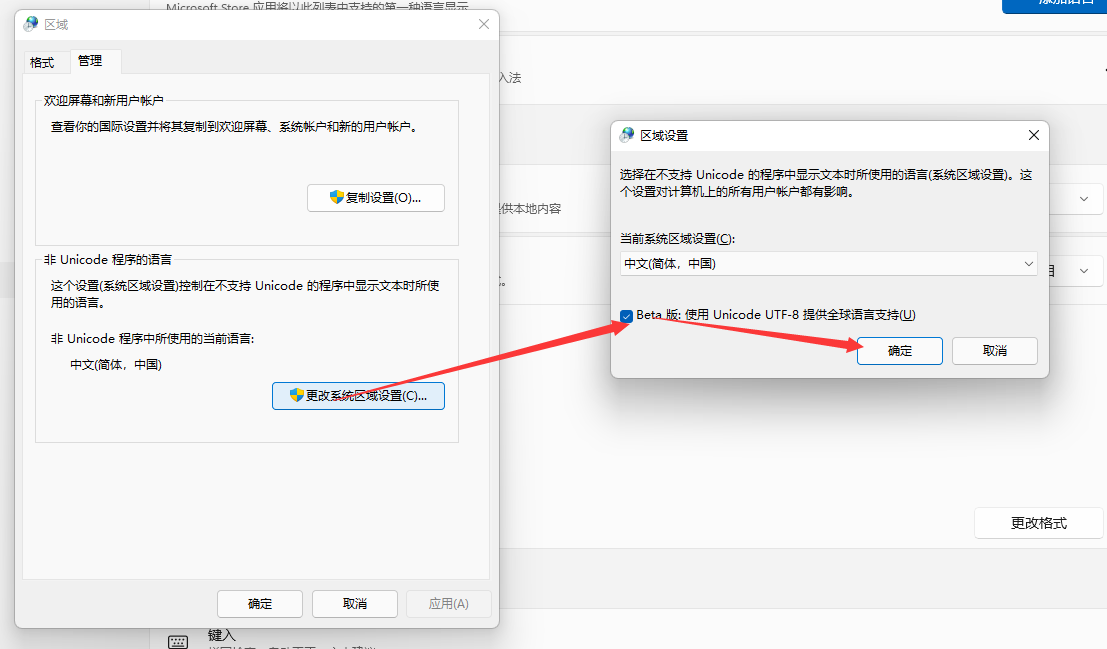 Microsoft Store 应用将以此列表中支持的第一种语言显示
添加语言
区域
格式
管理
欢迎屏幕和新用户帐户
查看你的国际设置并将其复制到欢迎屏幕、系统帐户和新的用户帐户。
复制设置(O)...
非 Unicode 程序的语言
这个设置(系统区域设置)控制在不支持 Unicode 的程序中显示文本时所使
用的语言。
非 Unicode 程序中所使用的当前语言:
中文(简体，中国)
更改系统区域设置(C)...
确定
取消
应用(A)
入法
提供本地内容
区域设置
选择在不支持 Unicode 的程序中显示文本时所使用的语言(系统区域设置)。这
个设置对计算机上的所有用户帐户都有影响。
当前系统区域设置(C):
中文(简体，中国)
Beta 版: 使用 Unicode UTF-8 提供全球语言支持(U)
确定
取消
更改格式
键入